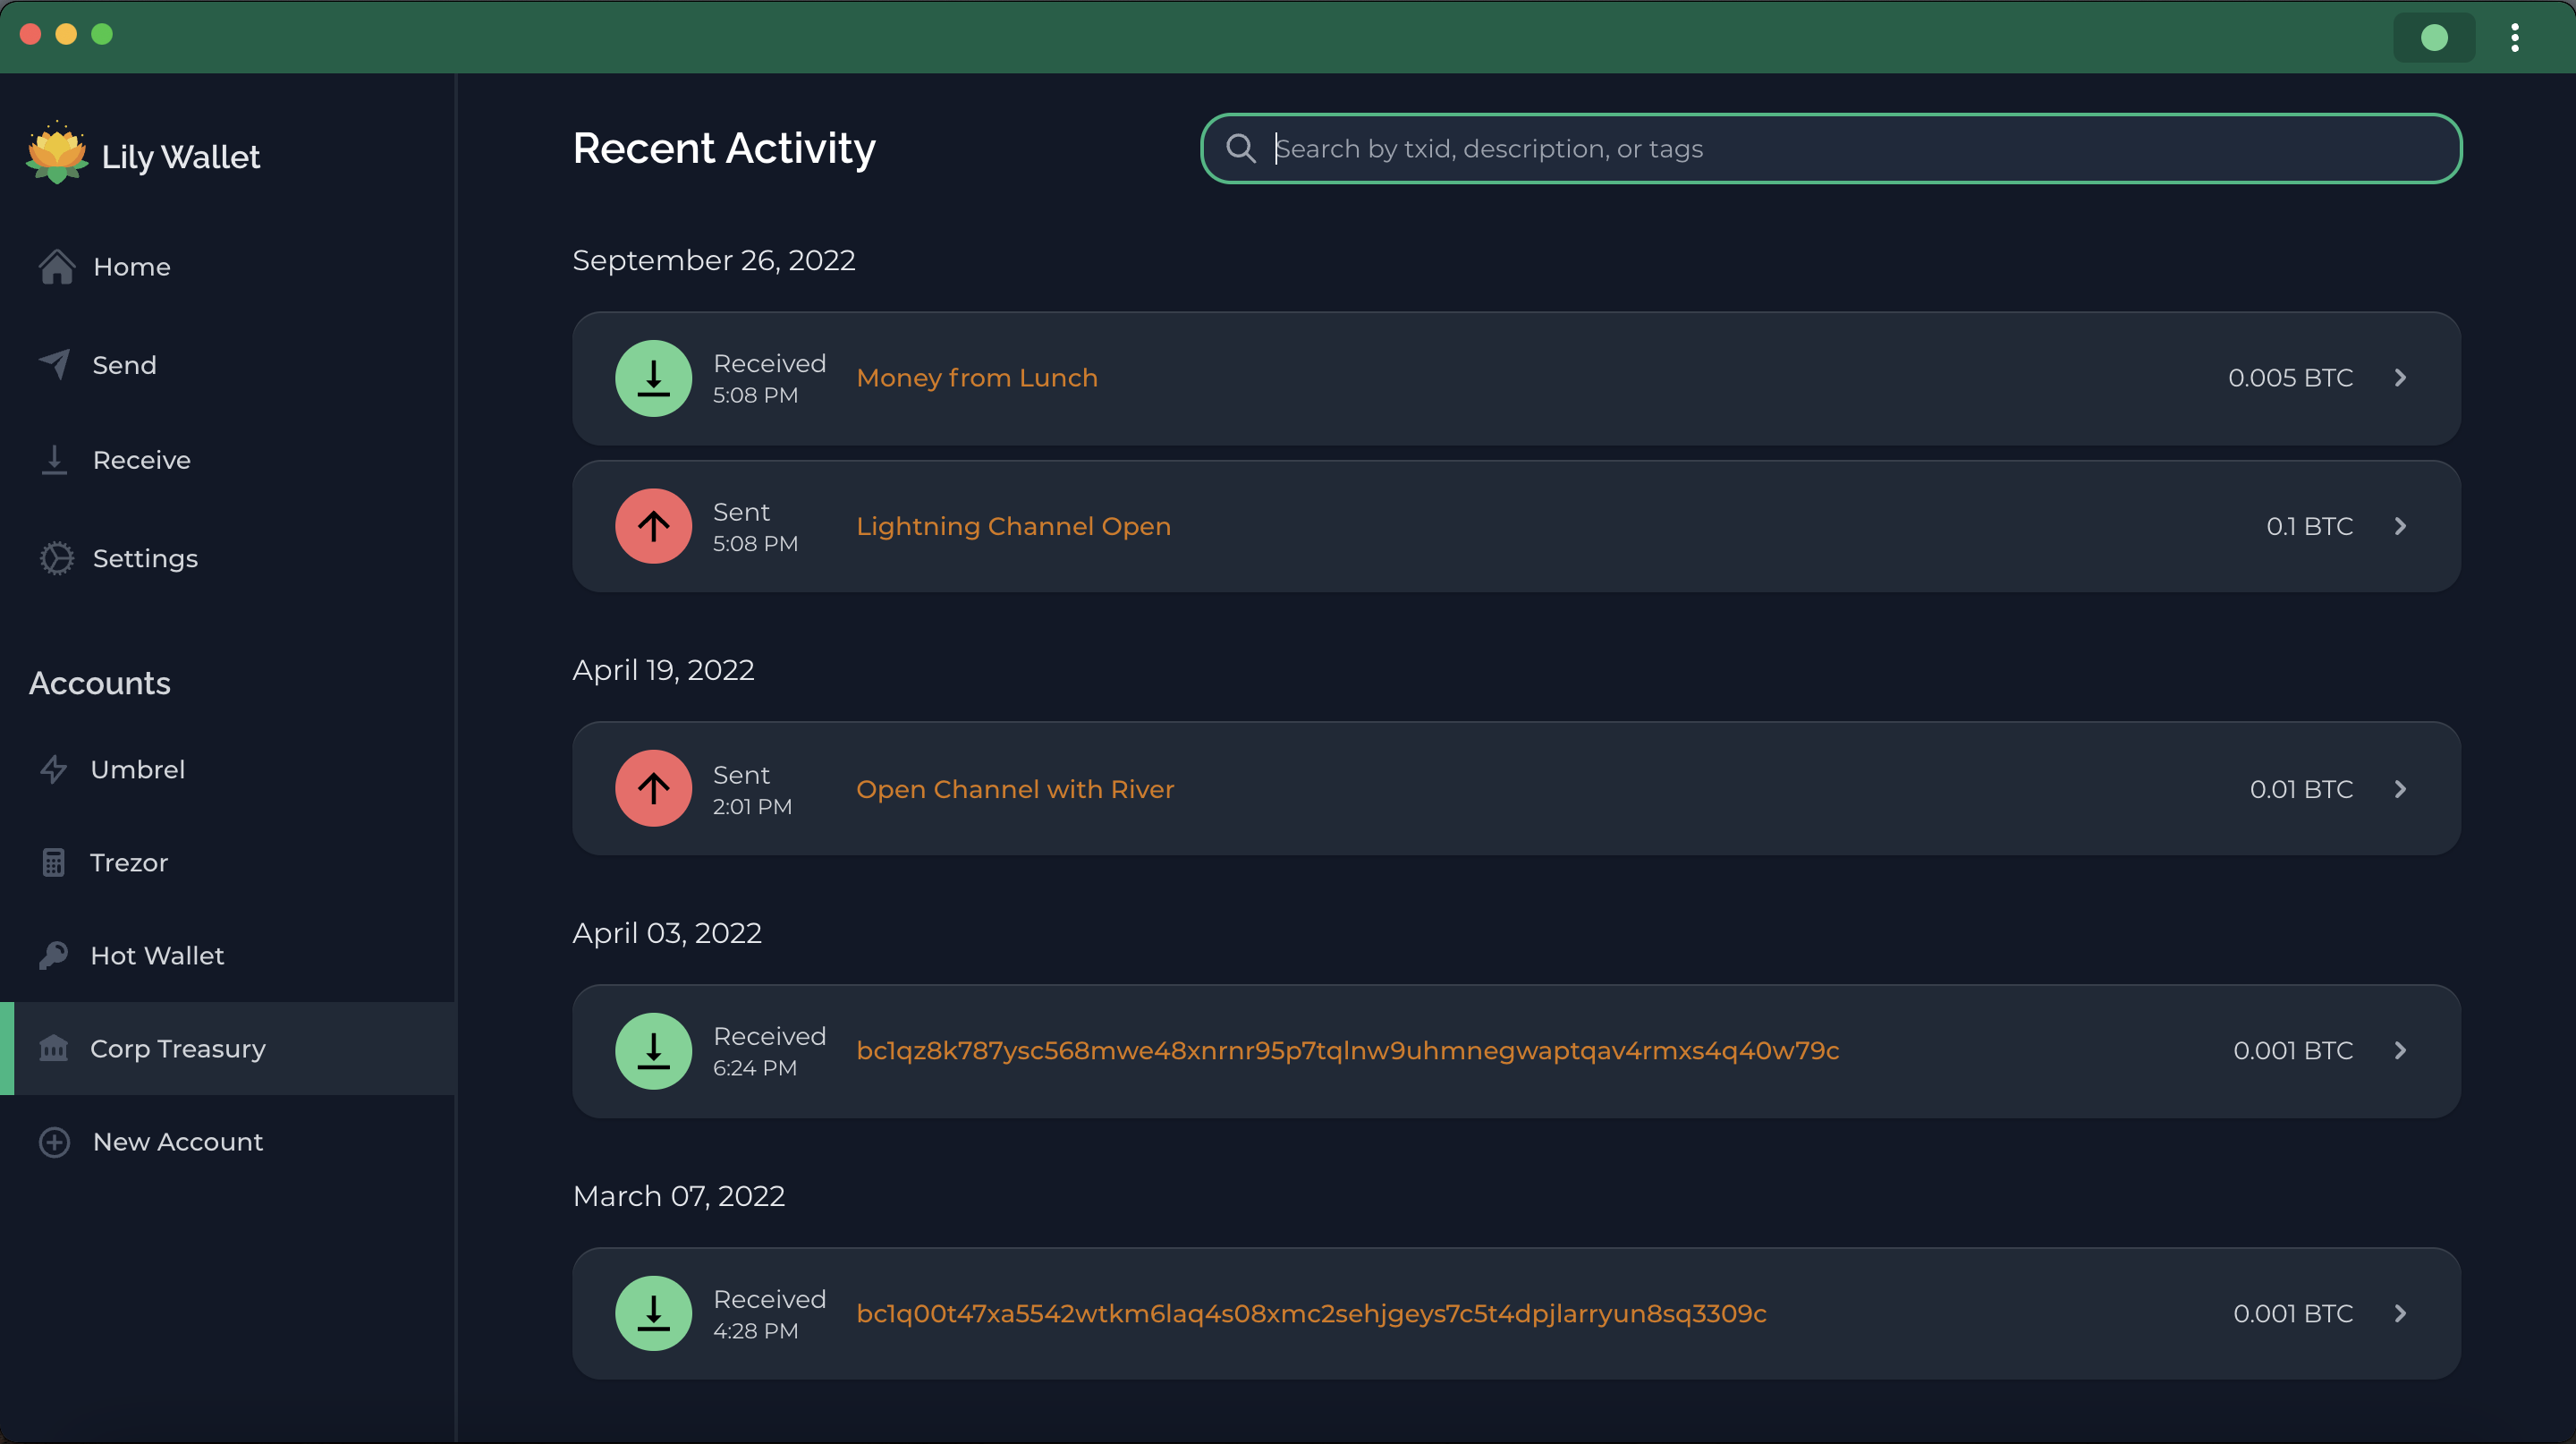 Lily Wallet
Home
Send
Receive
Settings
Accounts
Umbrel
Trezor
Hot Wallet
Corp Treasury
New Account
Recent Activity
Search by txid, description, or tags
September 26, 2022
Received
5:08 PM
Money from Lunch
0.005 BTC
Sent
5:08 PM
Lightning Channel Open
0.1 BTC
April 19, 2022
Sent
2:01 PM
Open Channel with River
0.01 BTC
April 03, 2022
Received
6:24 PM
bc1qz8k787ysc568mwe48xnrnr95p7tqlnw9uhmnegwaptqav4rmxs4q40w79c
0.001 BTC
March 07, 2022
Received
4:28 PM
bc1q00t47xa5542wtkm6laq4s08xmc2sehjgeys7c5t4dpjlarryun8sq3309c
0.001 BTC